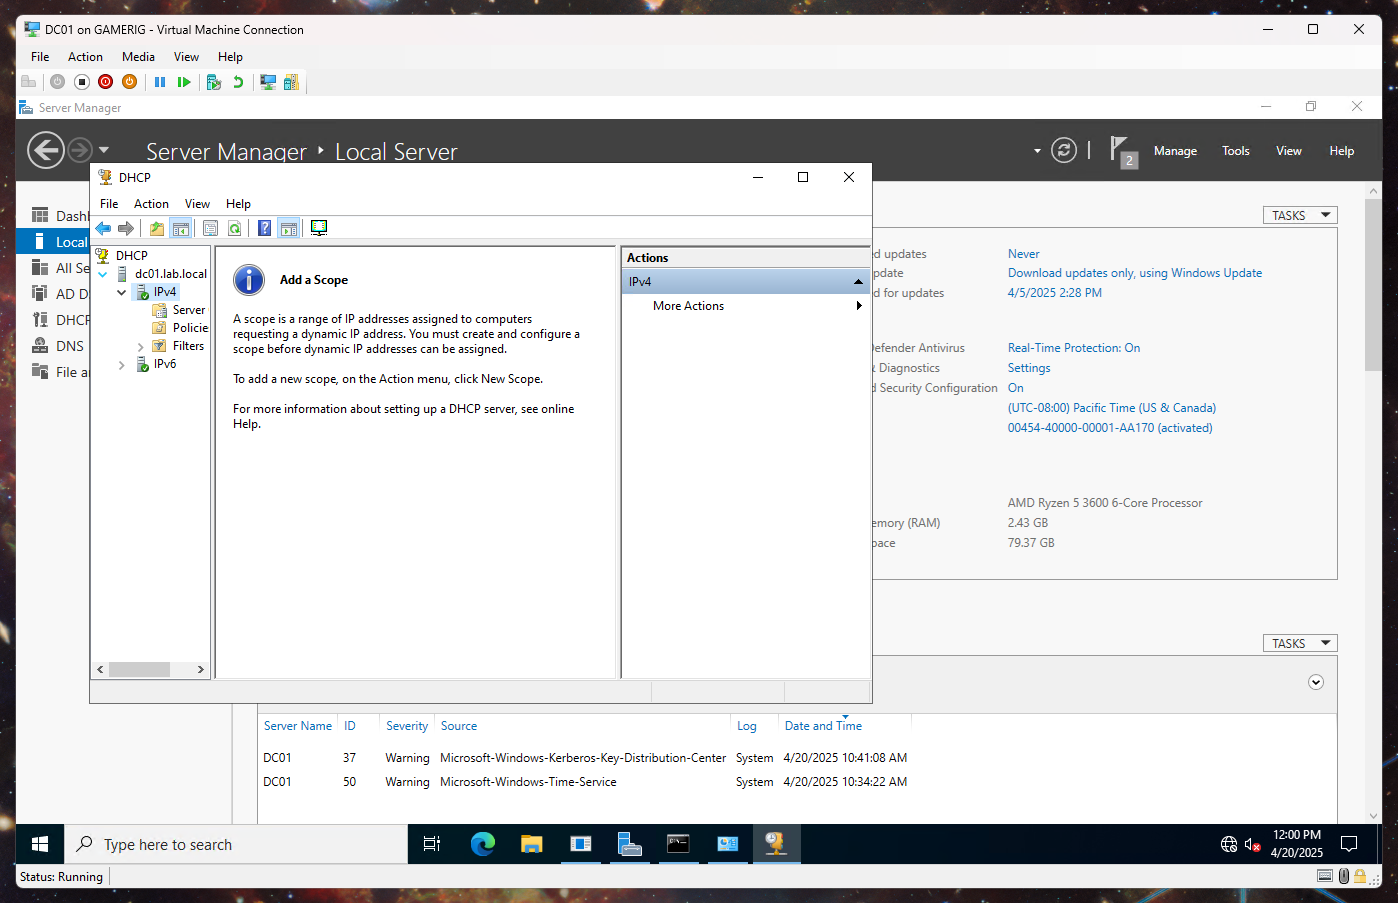 DC01 on GAMERIG - Virtual Machine Connection
File Action Media View Help
Server Manager
Server Manager Local Server
2 Manage Tools View Help
DHCP
File Action View Help
DHCP
dc01.lab.local
IPv4
Server
Policie
Filters
IPv6
Add a Scope
A scope is a range of IP addresses assigned to computers
requesting a dynamic IP address. You must create and configure a
scope before dynamic IP addresses can be assigned.
To add a new scope, on the Action menu, click New Scope.
For more information about setting up a DHCP server, see online
Help.
Actions
IPv4
More Actions
Dash
Local
All Se
AD D
DHCP
DNS
File a
TASKS
d updates Never
pdate Download updates only, using Windows Update
d for updates 4/5/2025 2:28 PM
efender Antivirus Real-Time Protection: On
& Diagnostics Settings
d Security Configuration On
(UTC-08:00) Pacific Time (US & Canada)
00454-40000-00001-AA170 (activated)
AMD Ryzen 5 3600 6-Core Processor
emory (RAM) 2.43 GB
pace 79.37 GB
TASKS
Server Name ID Severity Source Log Date and Time
DC01 37 Warning Microsoft-Windows-Kerberos-Key-Distribution-Center System 4/20/2025 10:41:08 AM
DC01 50 Warning Microsoft-Windows-Time-Service System 4/20/2025 10:34:22 AM
Type here to search
12:00 PM
4/20/2025
Status: Running